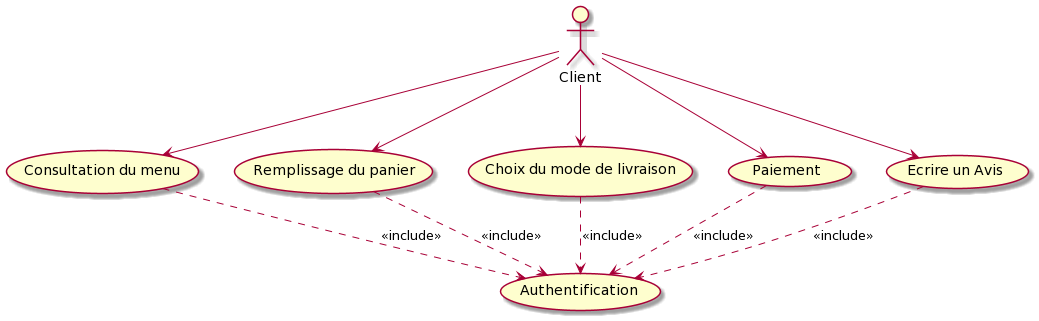 Client
Consultation du menu
Remplissage du panier
Choix du mode de livraison
Paiement
Ecrire un Avis
«include»
«include»
«include»
«include»
«include»
Authentification